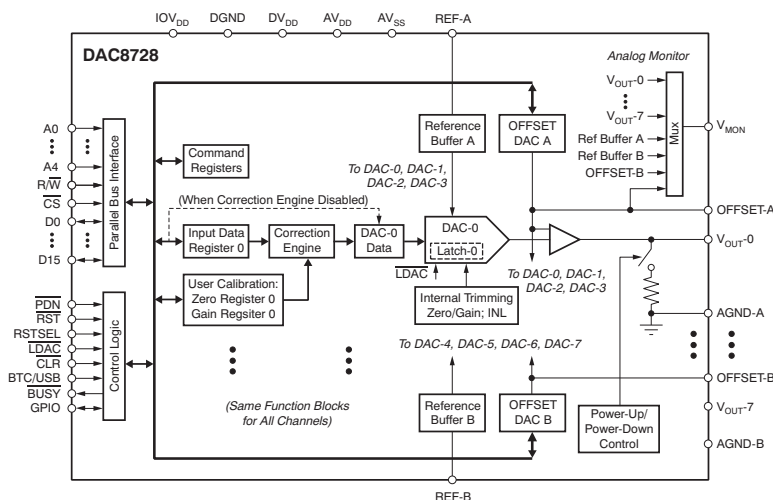 IOVDD DGND DVDD AVDD AVSS REF-A
DAC8728
Analog Monitor
VOUT-0
VOUT-7
Ref Buffer A
Ref Buffer B
OFFSET-B
Mux
VMON
A0
A4
R/W
CS
D0
D15
Parallel Bus Interface
Command
Registers
Reference
Buffer A
OFFSET
DAC A
To DAC-0, DAC-1,
DAC-2, DAC-3
(When Correction Engine Disabled)
Input Data
Register 0
Correction
Engine
DAC-0
Data
DAC-0
Latch-0
LDAC
OFFSET-A
VOUT-0
To DAC-0, DAC-1,
DAC-2, DAC-3
User Calibration:
Zero Register 0
Gain Regsiter 0
Internal Trimming
Zero/Gain; INL
AGND-A
PDN
RST
RSTSEL
LDAC
CLR
BTC/USB
BUSY
GPIO
Control Logic
To DAC-4, DAC-5, DAC-6, DAC-7
(Same Function Blocks
for All Channels)
Reference
Buffer B
OFFSET
DAC B
Power-Up/
Power-Down
Control
OFFSET-B
VOUT-7
AGND-B
REF-B